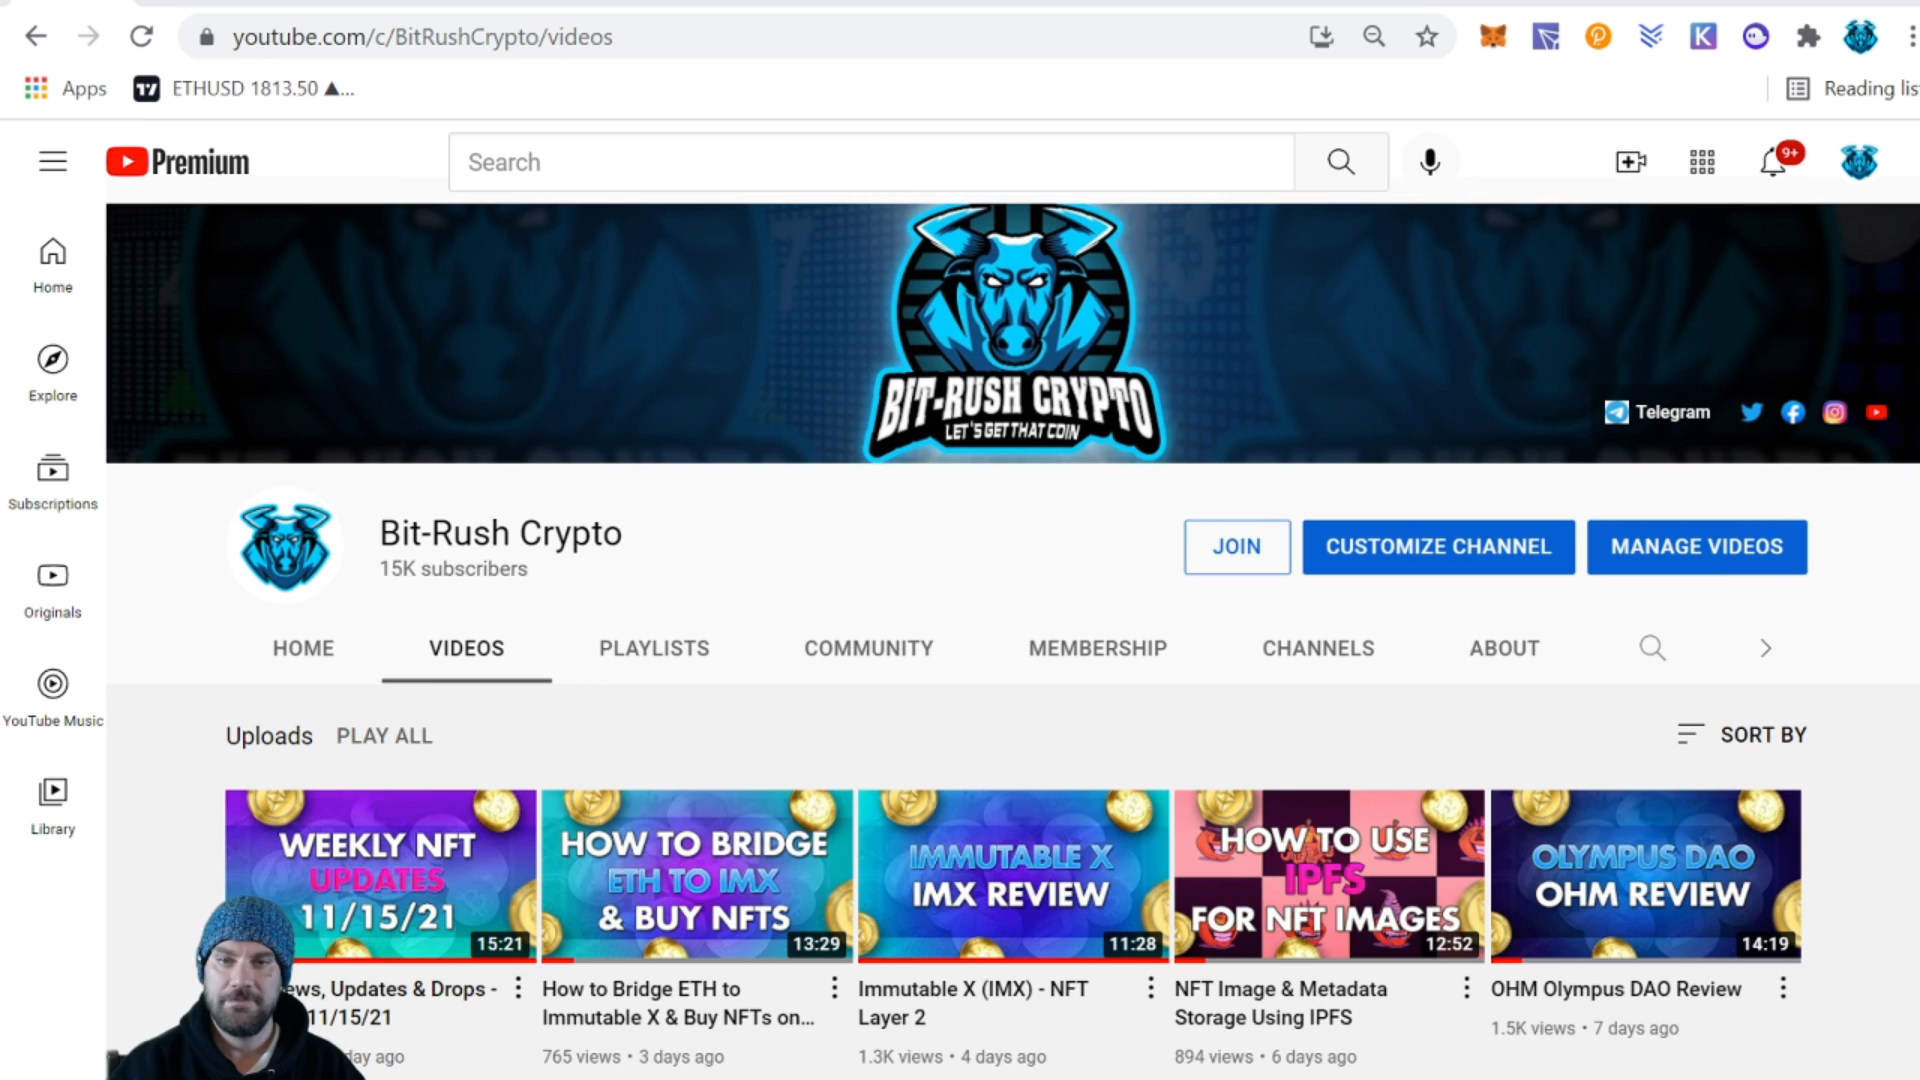 youtube.com/c/BitRushCrypto/videos
Apps
ETHUSD 1813.50 ▲...
Reading lis
Premium
Search
9+
Home
Explore
Subscriptions
Originals
YouTube Music
Library
BIT-RUSH CRYPTO
LET'S GET THAT COIN
Telegram
Bit-Rush Crypto
15K subscribers
JOIN
CUSTOMIZE CHANNEL
MANAGE VIDEOS
HOME
VIDEOS
PLAYLISTS
COMMUNITY
MEMBERSHIP
CHANNELS
ABOUT
Uploads
PLAY ALL
SORT BY
WEEKLY NFT
UPDATES
11/15/21
15:21
ews, Updates & Drops -
11/15/21
day ago
HOW TO BRIDGE
ETH TO IMX
& BUY NFTS
13:29
How to Bridge ETH to
Immutable X & Buy NFTs on...
765 views • 3 days ago
IMMUTABLE X
IMX REVIEW
11:28
Immutable X (IMX) - NFT
Layer 2
1.3K views • 4 days ago
HOW TO USE
IPFS
FOR NFT IMAGES
12:52
NFT Image & Metadata
Storage Using IPFS
894 views • 6 days ago
OLYMPUS DAO
OHM REVIEW
14:19
OHM Olympus DAO Review
1.5K views • 7 days ago